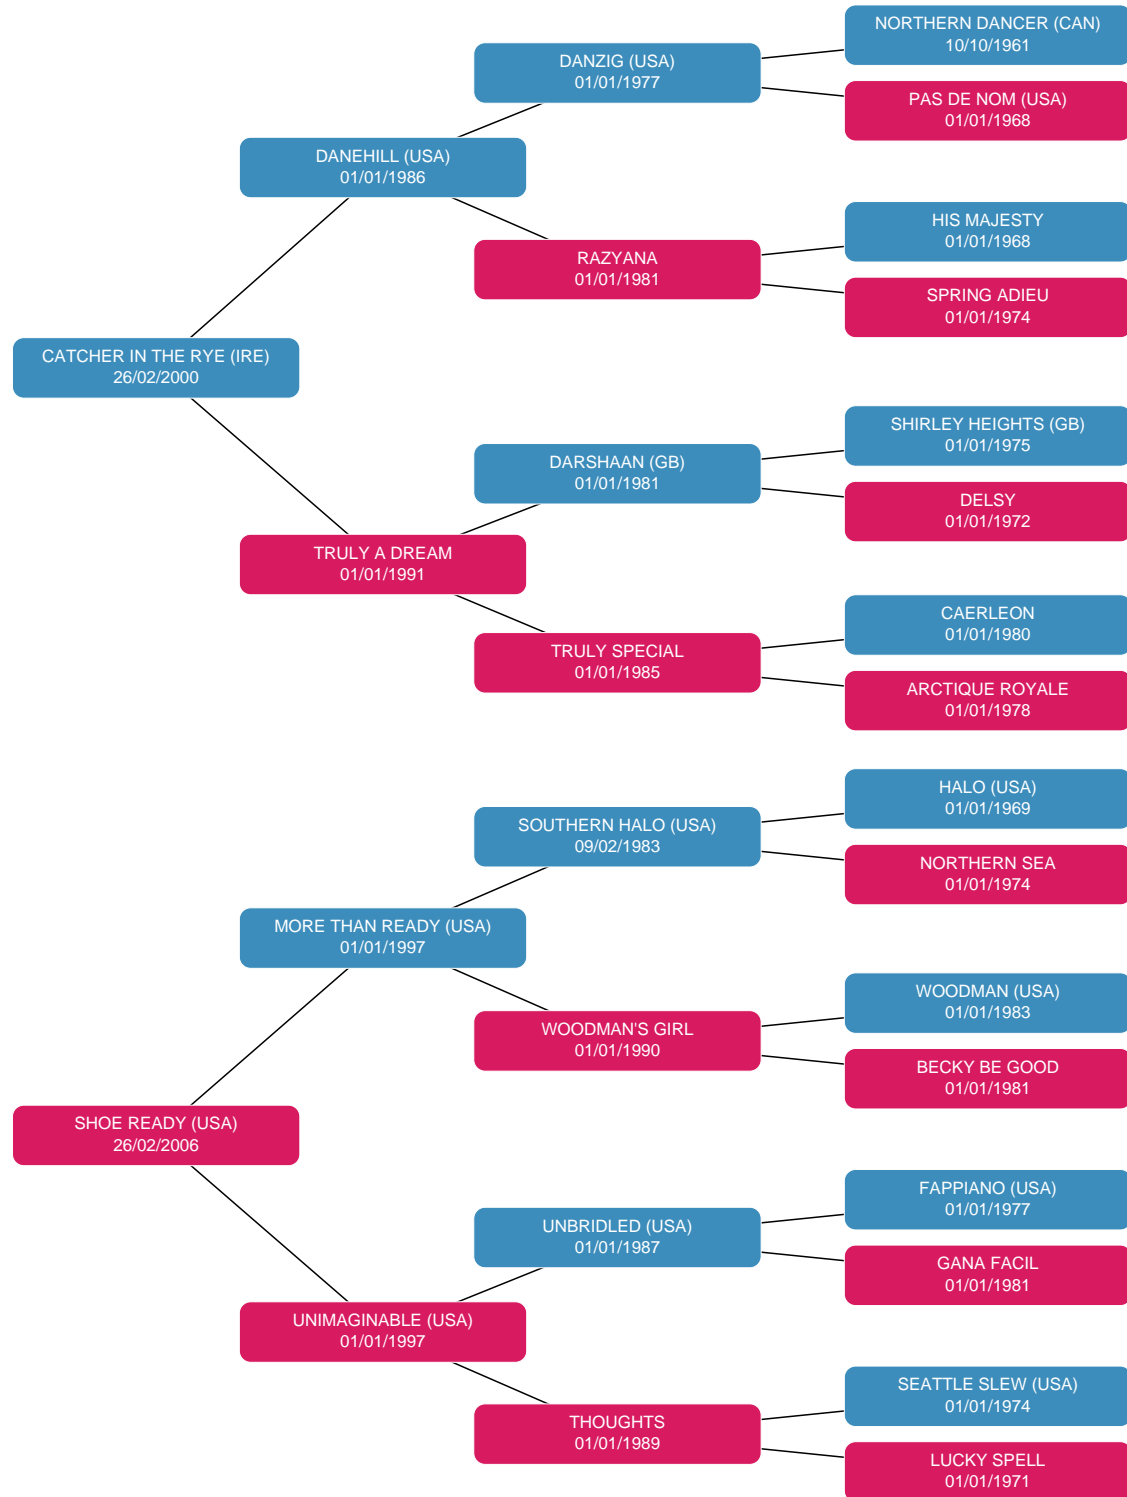 NORTHERN DANCER (CAN)
10/10/1961
DANZIG (USA)
01/01/1977
PAS DE NOM (USA)
01/01/1968
DANEHILL (USA)
01/01/1986
HIS MAJESTY
01/01/1968
RAZYANA
01/01/1981
SPRING ADIEU
01/01/1974
CATCHER IN THE RYE (IRE)
26/02/2000
SHIRLEY HEIGHTS (GB)
01/01/1975
DARSHAAN (GB)
01/01/1981
DELSY
01/01/1972
TRULY A DREAM
01/01/1991
CAERLEON
01/01/1980
TRULY SPECIAL
01/01/1985
ARCTIQUE ROYALE
01/01/1978
HALO (USA)
01/01/1969
SOUTHERN HALO (USA)
09/02/1983
NORTHERN SEA
01/01/1974
MORE THAN READY (USA)
01/01/1997
WOODMAN (USA)
01/01/1983
WOODMAN'S GIRL
01/01/1990
BECKY BE GOOD
01/01/1981
SHOE READY (USA)
26/02/2006
FAPPIANO (USA)
01/01/1977
UNBRIDLED (USA)
01/01/1987
GANA FACIL
01/01/1981
UNIMAGINABLE (USA)
01/01/1997
SEATTLE SLEW (USA)
01/01/1974
THOUGHTS
01/01/1989
LUCKY SPELL
01/01/1971